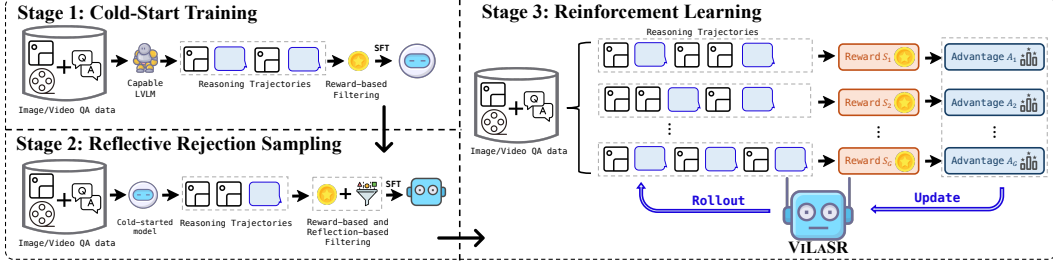 Stage 1: Cold-Start Training
Q
A
SFT
Capable
LVLM
Reasoning Trajectories
Reward-based
Filtering
Image/Video QA data
Stage 2: Reflective Rejection Sampling
Q
A
SFT
Cold-started
model
Reasoning Trajectories
Reward-based and
Reflection-based
Filtering
Image/Video QA data
Stage 3: Reinforcement Learning
Reasoning Trajectories
Q
A
Image/Video QA data
Reward S1
Advantage A1
Reward S2
Advantage A2
⋮
⋮
⋮
Reward SG
Advantage AG
Rollout
Update
VILASR